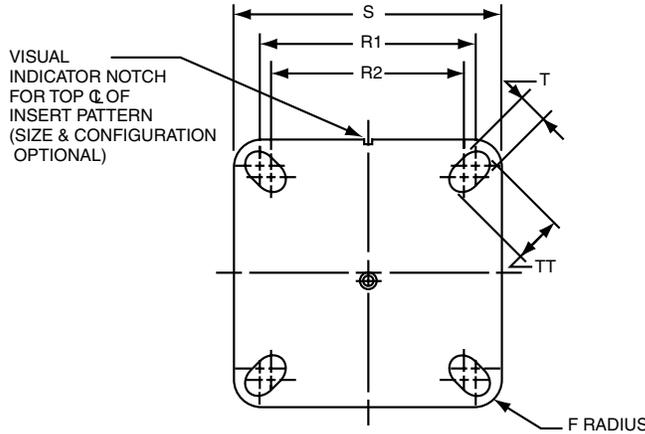 S
R1
R2
T
VISUAL
INDICATOR NOTCH
FOR TOP ℄ OF
INSERT PATTERN
(SIZE & CONFIGURATION
OPTIONAL)
TT
F RADIUS